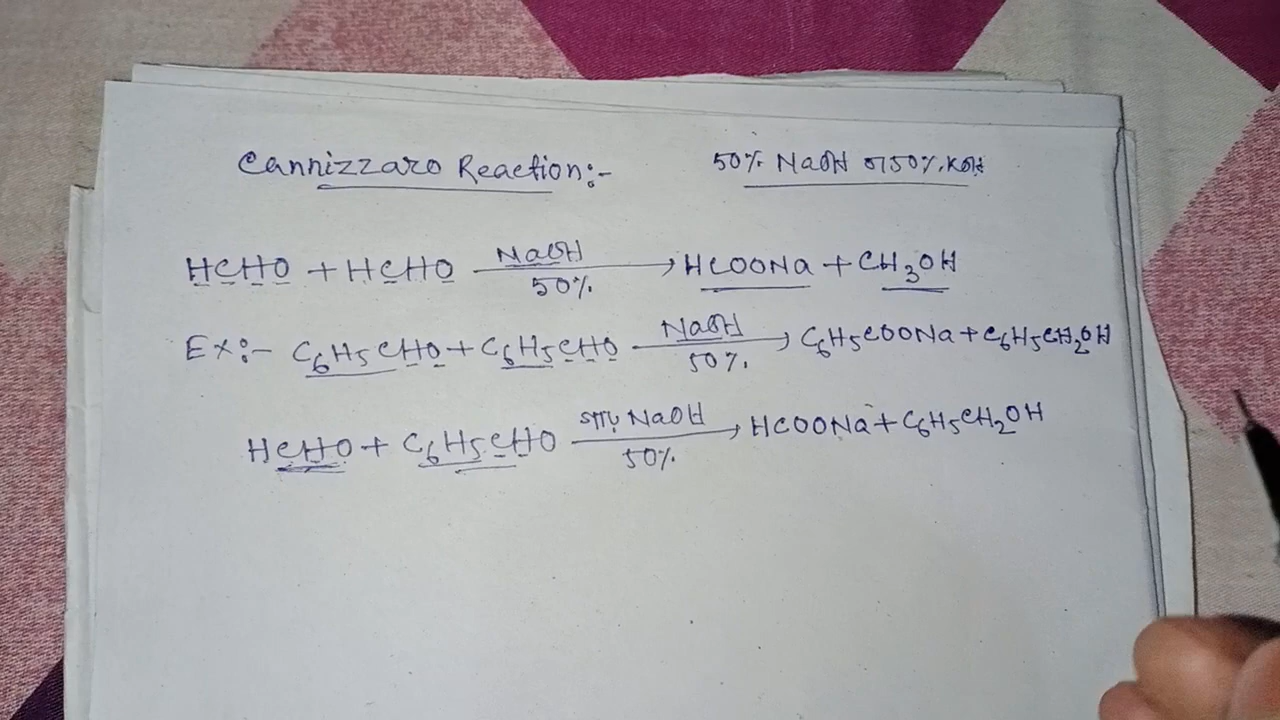 Cannizzaro Reaction:-
50% NaOH or 50% KOH
HCHO + HCHO NaOH 50% → HCOONa + CH3OH
Ex:- C6H5CHO + C6H5CHO NaOH 50% → C6H5COONa + C6H5CH2OH
HCHO + C6H5CHO सान्द्र NaOH 50% → HCOONa + C6H5CH2OH